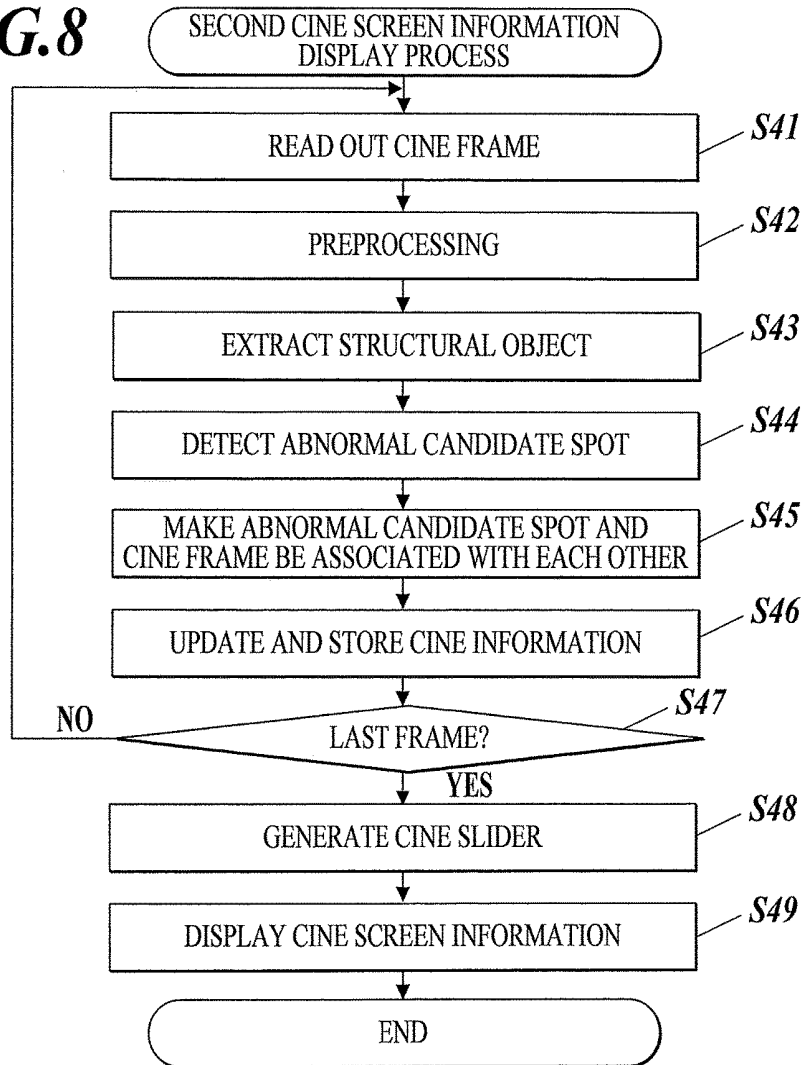 G.8
SECOND CINE SCREEN INFORMATION
DISPLAY PROCESS
READ OUT CINE FRAME
S41
PREPROCESSING
S42
EXTRACT STRUCTURAL OBJECT
S43
DETECT ABNORMAL CANDIDATE SPOT
S44
MAKE ABNORMAL CANDIDATE SPOT AND
CINE FRAME BE ASSOCIATED WITH EACH OTHER
S45
UPDATE AND STORE CINE INFORMATION
S46
NO
LAST FRAME?
S47
YES
GENERATE CINE SLIDER
S48
DISPLAY CINE SCREEN INFORMATION
S49
END